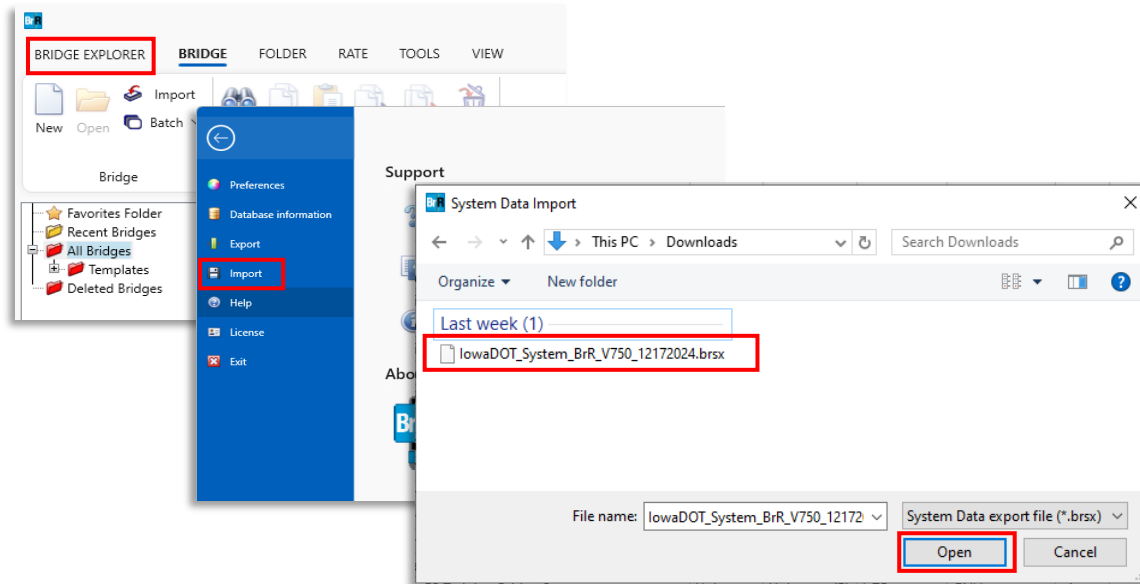 BrR
BRIDGE EXPLORER BRIDGE FOLDER RATE TOOLS VIEW
Import
New Open Batch
Bridge
Favorites Folder
Recent Bridges
All Bridges
Templates
Deleted Bridges
Preferences
Database information
Export
Import
Help
License
Exit
Support
Abo
Br
BrR System Data Import
This PC > Downloads
Search Downloads
Organize New folder
Last week (1)
IowaDOT_System_BrR_V750_12172024.brsx
File name: IowaDOT_System_BrR_V750_12172 System Data export file (*.brsx)
Open Cancel